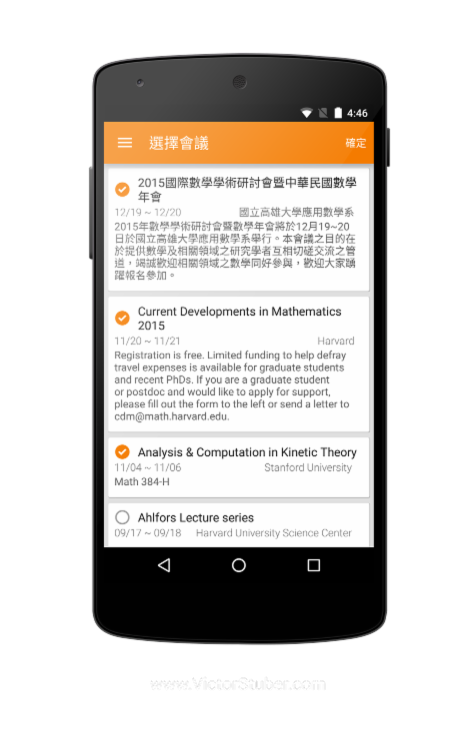 4:46
選擇會議
確定
2015國際數學學術研討會暨中華民國數學
年會
12/19 ~ 12/20 國立高雄大學應用數學系
2015年數學學術研討會暨數學年會將於12月19~20
日於國立高雄大學應用數學系舉行。本會議之目的在
於提供數學及相關領域之研究學者互相切磋交流之管
道，竭誠歡迎相關領域之數學同好參與，歡迎大家踴
躍報名參加。
Current Developments in Mathematics
2015
11/20 ~ 11/21 Harvard
Registration is free. Limited funding to help defray
travel expenses is available for graduate students
and recent PhDs. If you are a graduate student
or postdoc and would like to apply for support,
please fill out the form to the left or send a letter to
cdm@math.harvard.edu.
Analysis & Computation in Kinetic Theory
11/04 ~ 11/06 Stanford University
Math 384-H
Ahlfors Lecture series
09/17 ~ 09/18 Harvard University Science Center
www.VictorStuber.com